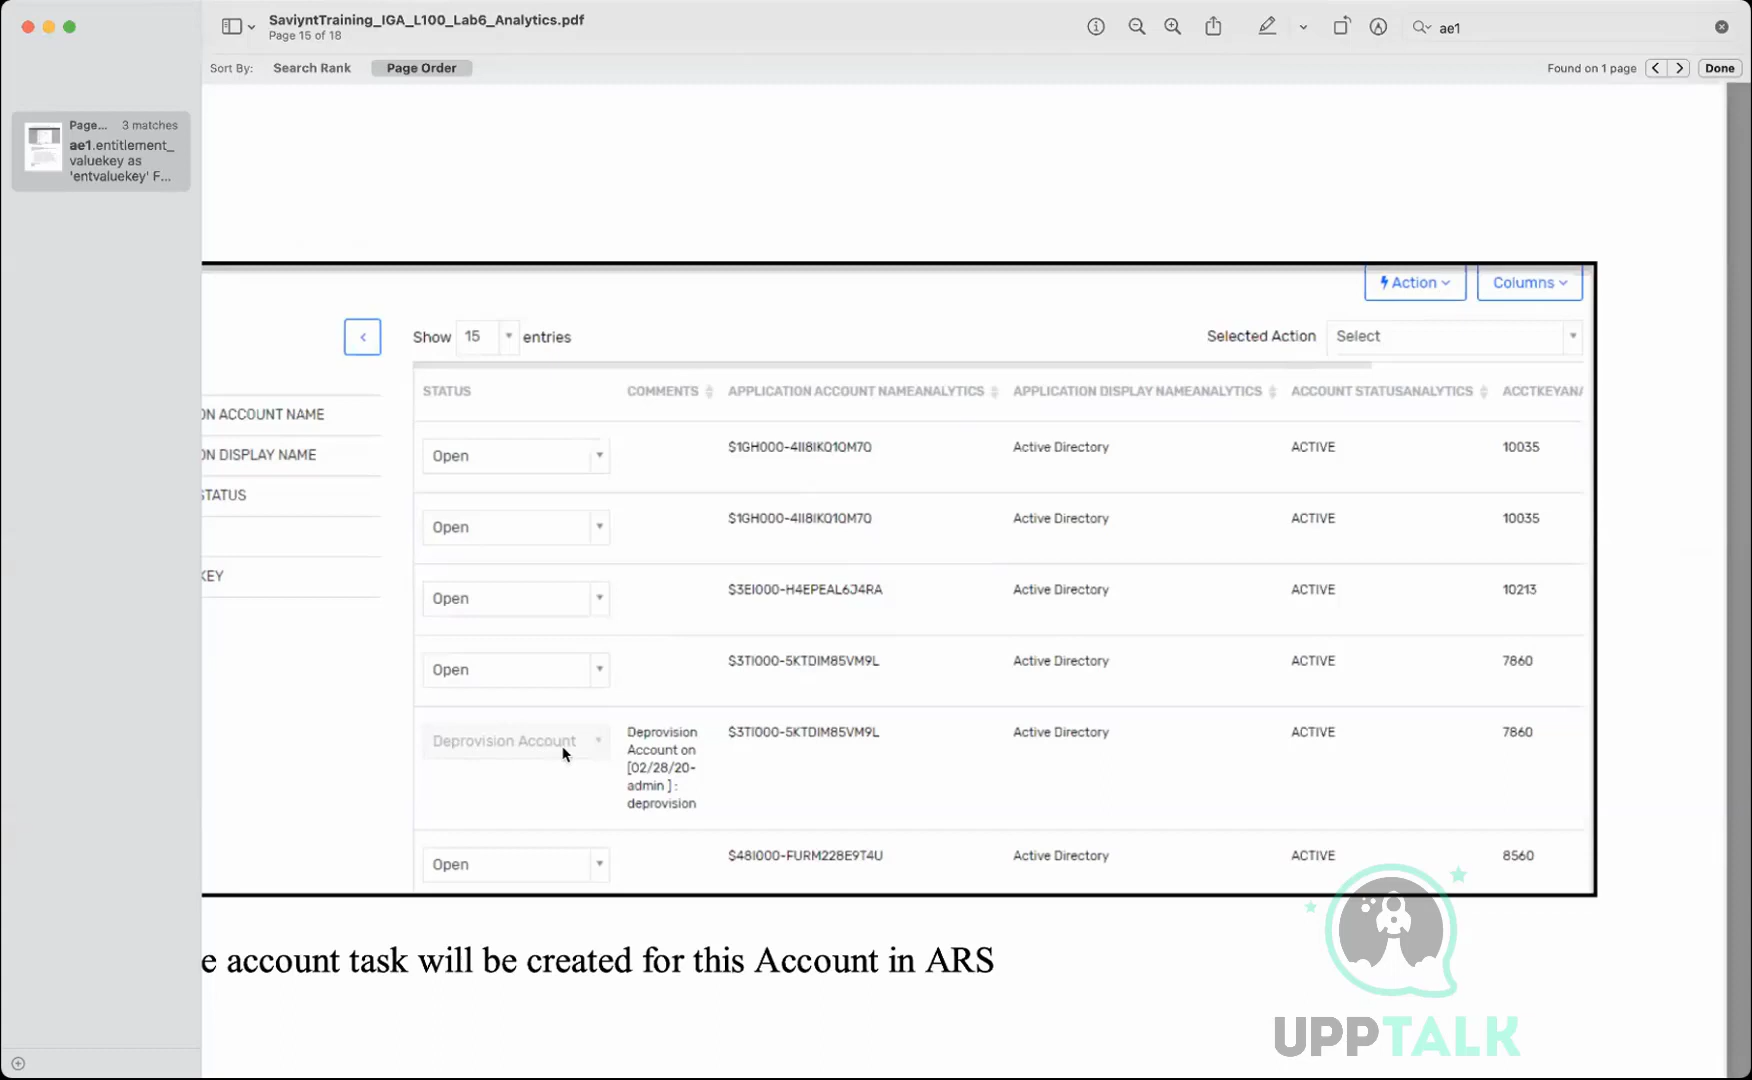 SaviyntTraining_IGA_L100_Lab6_Analytics.pdf
Page 15 of 18
ae1
Sort By: Search Rank Page Order
Found on 1 page
Done
Page... 3 matches
ae1.entitlement_
valuekey as
'entvaluekey' F...
Action
Columns
Show 15 entries
Selected Action Select
ON ACCOUNT NAME
ON DISPLAY NAME
STATUS
KEY
STATUS COMMENTS APPLICATION ACCOUNT NAMEANALYTICS APPLICATION DISPLAY NAMEANALYTICS ACCOUNT STATUSANALYTICS ACCTKEYANA
Open $1GH000-4II8IKQ1QM7Q Active Directory ACTIVE 10035
Open $1GH000-4II8IKQ1QM7Q Active Directory ACTIVE 10035
Open $3EI000-H4EPEAL6J4RA Active Directory ACTIVE 10213
Open $3TI000-5KTDIM85VM9L Active Directory ACTIVE 7860
Deprovision Account Deprovision $3TI000-5KTDIM85VM9L Active Directory ACTIVE 7860
Account on
[02/28/20-
admin ] :
deprovision
Open $48I000-FURM228E9T4U Active Directory ACTIVE 8560
e account task will be created for this Account in ARS
UPPTALK